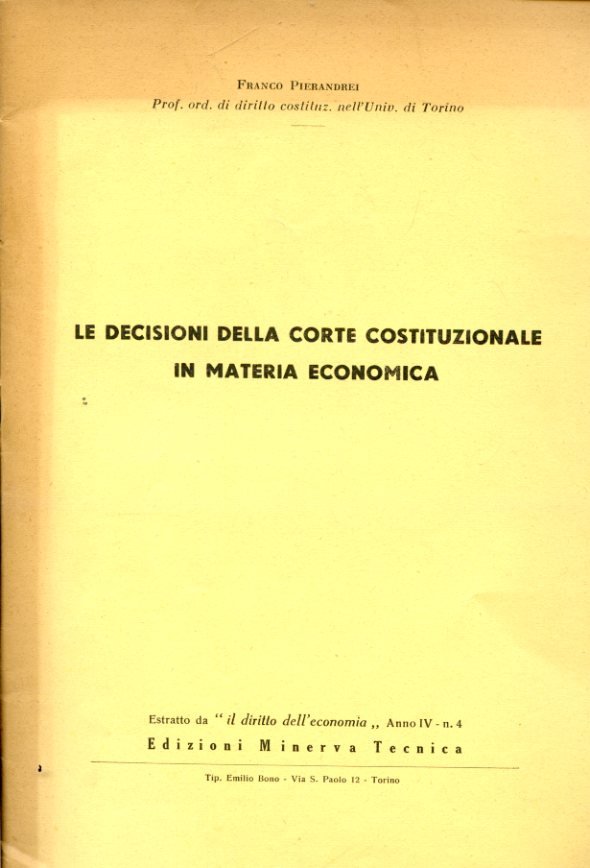 FRANCO PIERANDREI
Prof. ord. di diritto costituz. nell'Univ. di Torino
LE DECISIONI DELLA CORTE COSTITUZIONALE
IN MATERIA ECONOMICA
Estratto da “ il diritto dell'economia „ Anno IV - n. 4
Edizioni Minerva Tecnica
Tip. Emilio Bono - Via S. Paolo 12 - Torino